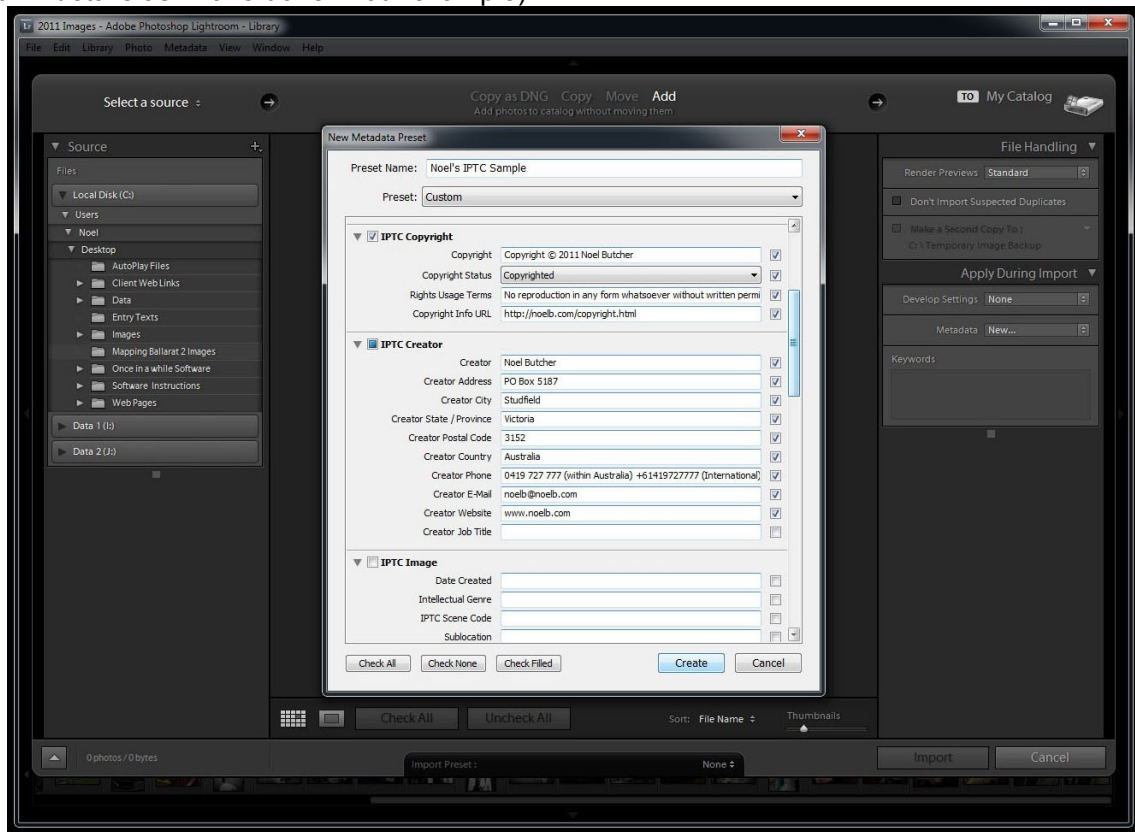 2011 Images - Adobe Photoshop Lightroom - Library
File Edit Library Photo Metadata View Window Help
Select a source
Copy as DNG Copy Move Add
Add photos to catalog without moving them
TO My Catalog
Source
Files
Local Disk (C:)
Users
Noel
Desktop
AutoPlay Files
Client Web Links
Data
Entry Texts
Images
Mapping Ballarat 2 Images
Once in a while Software
Software Instructions
Web Pages
Data 1 (I:)
Data 2 (J:)
New Metadata Preset
Preset Name: Noel's IPTC Sample
Preset: Custom
IPTC Copyright
Copyright Copyright © 2011 Noel Butcher
Copyright Status Copyrighted
Rights Usage Terms No reproduction in any form whatsoever without written permi
Copyright Info URL http://noelb.com/copyright.html
IPTC Creator
Creator Noel Butcher
Creator Address PO Box 5187
Creator City Studfield
Creator State / Province Victoria
Creator Postal Code 3152
Creator Country Australia
Creator Phone 0419 727 777 (within Australia) +61419727777 (International)
Creator E-Mail noelb@noelb.com
Creator Website www.noelb.com
Creator Job Title
IPTC Image
Date Created
Intellectual Genre
IPTC Scene Code
Sublocation
Check All Check None Check Filled Create Cancel
File Handling
Render Previews Standard
Don't Import Suspected Duplicates
Make a Second Copy To :
C:\Temporary Image Backup
Apply During Import
Develop Settings None
Metadata New...
Keywords
Check All Uncheck All Sort: File Name Thumbnails
0 photos / 0 bytes
Import Preset : None
Import Cancel